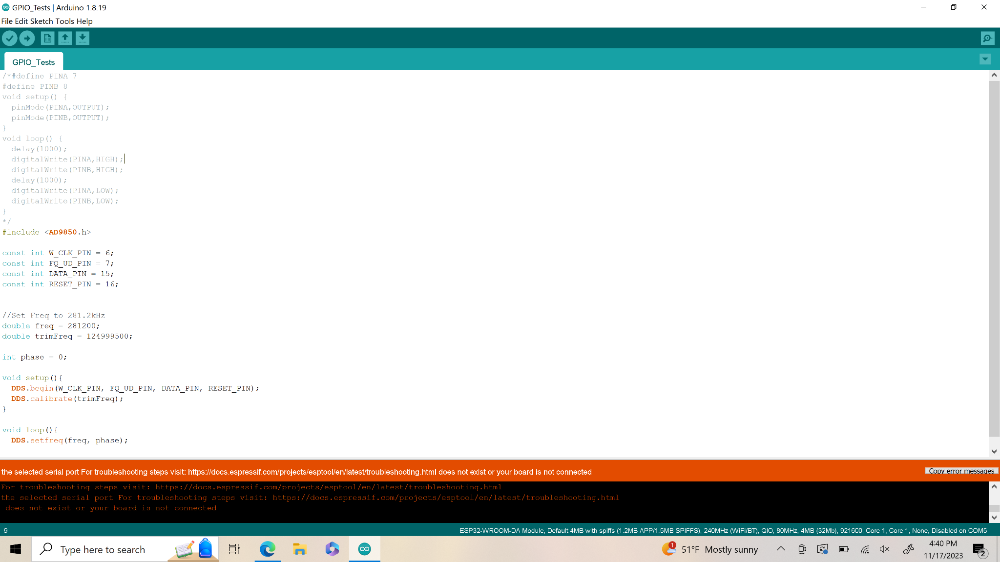 GPIO_Tests | Arduino 1.8.19
File Edit Sketch Tools Help
GPIO_Tests
/*#define PINA 7
#define PINB 8
void setup() {
  pinMode(PINA,OUTPUT);
  pinMode(PINB,OUTPUT);
}
void loop() {
  delay(1000);
  digitalWrite(PINA,HIGH);
  digitalWrite(PINB,HIGH);
  delay(1000);
  digitalWrite(PINA,LOW);
  digitalWrite(PINB,LOW);
}
*/
#include <AD9850.h>
const int W_CLK_PIN = 6;
const int FQ_UD_PIN = 7;
const int DATA_PIN = 15;
const int RESET_PIN = 16;
//Set Freq to 281.2kHz
double freq = 281200;
double trimFreq = 124999500;
int phase = 0;
void setup(){
  DDS.begin(W_CLK_PIN, FQ_UD_PIN, DATA_PIN, RESET_PIN);
  DDS.calibrate(trimFreq);
}
void loop(){
  DDS.setfreq(freq, phase);
the selected serial port For troubleshooting steps visit: https://docs.espressif.com/projects/esptool/en/latest/troubleshooting.html does not exist or your board is not connected
Copy error messages
For troubleshooting steps visit: https://docs.espressif.com/projects/esptool/en/latest/troubleshooting.html
the selected serial port For troubleshooting steps visit: https://docs.espressif.com/projects/esptool/en/latest/troubleshooting.html
 does not exist or your board is not connected
9
ESP32-WROOM-DA Module, Default 4MB with spiffs (1.2MB APP/1.5MB SPIFFS), 240MHz (WiFi/BT), QIO, 80MHz, 4MB (32Mb), 921600, Core 1, Core 1, None, Disabled on COM5
Type here to search
1
51°F Mostly sunny
4:40 PM
11/17/2023
2